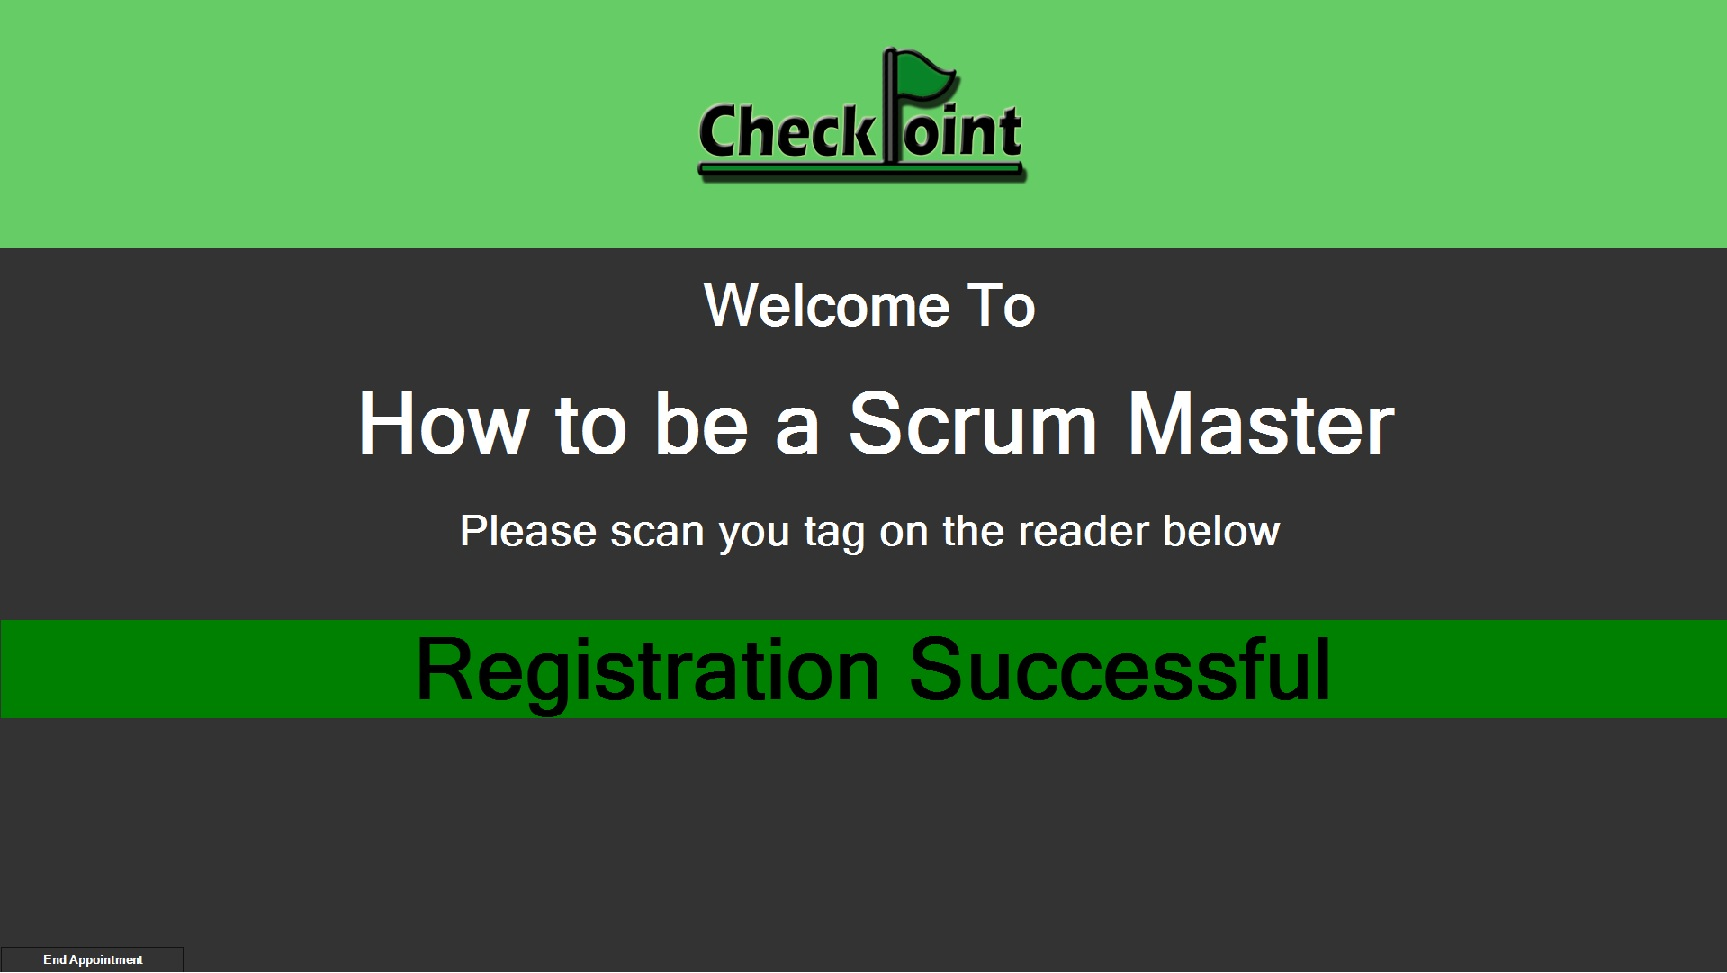 CheckPoint
Welcome To
How to be a Scrum Master
Please scan you tag on the reader below
Registration Successful
End Appointment